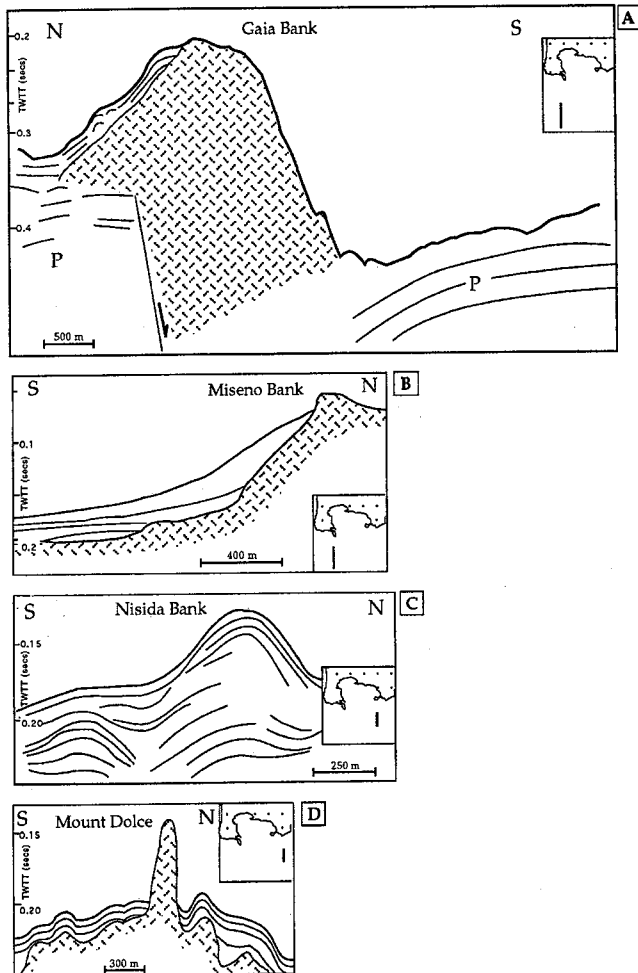 N
Gaia Bank
S
A
0.2
0.3
0.4
TWTT (secs)
P
P
500 m
S
Miseno Bank
N
B
0.1
0.2
TWTT (secs)
400 m
S
Nisida Bank
N
C
0.15
0.20
TWTT (secs)
250 m
S
Mount Dolce
N
D
0.15
0.20
TWTT (secs)
300 m